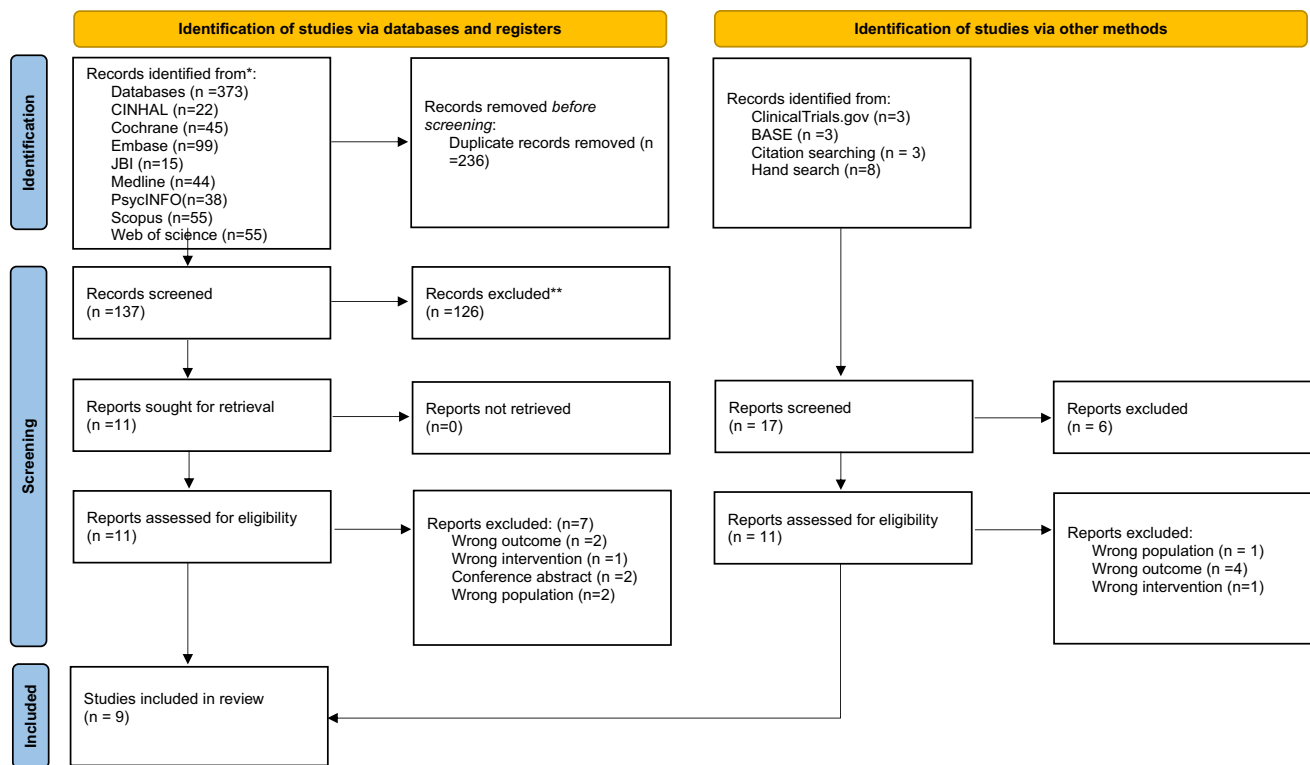 Identification of studies via databases and registers
Identification of studies via other methods
Identification
Records identified from*:
Databases (n =373)
CINHAL (n=22)
Cochrane (n=45)
Embase (n=99)
JBI (n=15)
Medline (n=44)
PsycINFO(n=38)
Scopus (n=55)
Web of science (n=55)
Records removed before
screening:
Duplicate records removed (n
=236)
Records identified from:
ClinicalTrials.gov (n=3)
BASE (n =3)
Citation searching (n = 3)
Hand search (n=8)
Screening
Records screened
(n =137)
Records excluded**
(n =126)
Reports sought for retrieval
(n =11)
Reports not retrieved
(n=0)
Reports screened
(n = 17)
Reports excluded
(n = 6)
Reports assessed for eligibility
(n =11)
Reports excluded: (n=7)
Wrong outcome (n =2)
Wrong intervention (n =1)
Conference abstract (n =2)
Wrong population (n=2)
Reports assessed for eligibility
(n = 11)
Reports excluded:
Wrong population (n = 1)
Wrong outcome (n =4)
Wrong intervention (n=1)
Included
Studies included in review
(n = 9)